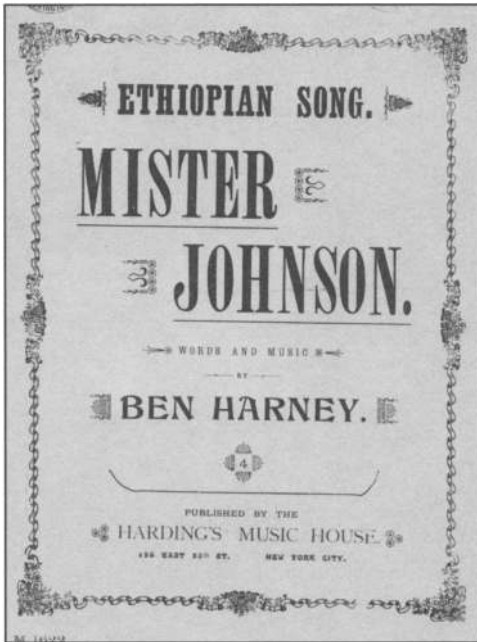 ETHIOPIAN SONG.
MISTER
JOHNSON.
WORDS AND MUSIC
BY
BEN HARNEY.
4
PUBLISHED BY THE
HARDING'S MUSIC HOUSE
EAST ST. NEW YORK CITY.